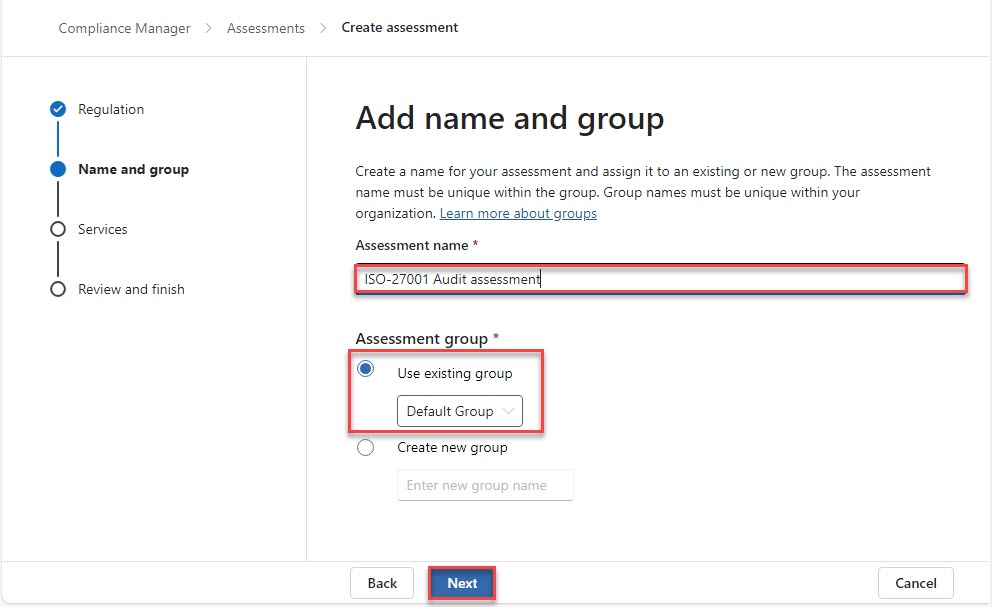 Compliance Manager > Assessments > Create assessment
Regulation
Name and group
Services
Review and finish
Add name and group
Create a name for your assessment and assign it to an existing or new group. The assessment
name must be unique within the group. Group names must be unique within your
organization. Learn more about groups
Assessment name *
ISO-27001 Audit assessment
Assessment group *
Use existing group
Default Group
Create new group
Enter new group name
Back Next Cancel